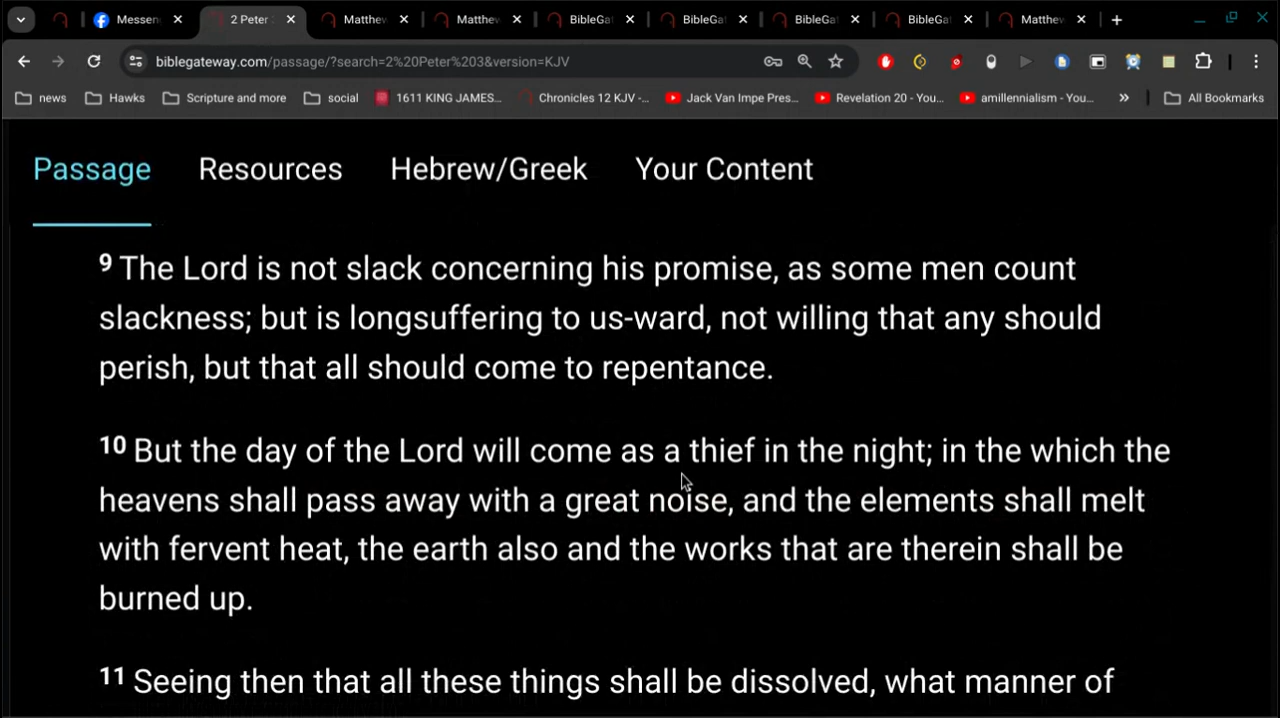 Messen
2 Peter
Matthew
Matthew
BibleGat
BibleGat
BibleGat
BibleGat
Matthew
biblegateway.com/passage/?search=2%20Peter%203&version=KJV
news
Hawks
Scripture and more
social
1611 KING JAMES...
Chronicles 12 KJV -...
Jack Van Impe Pres...
Revelation 20 - You...
amillennialism - You...
»
All Bookmarks
Passage
Resources
Hebrew/Greek
Your Content
9 The Lord is not slack concerning his promise, as some men count
slackness; but is longsuffering to us-ward, not willing that any should
perish, but that all should come to repentance.
10 But the day of the Lord will come as a thief in the night; in the which the
heavens shall pass away with a great noise, and the elements shall melt
with fervent heat, the earth also and the works that are therein shall be
burned up.
11 Seeing then that all these things shall be dissolved, what manner of